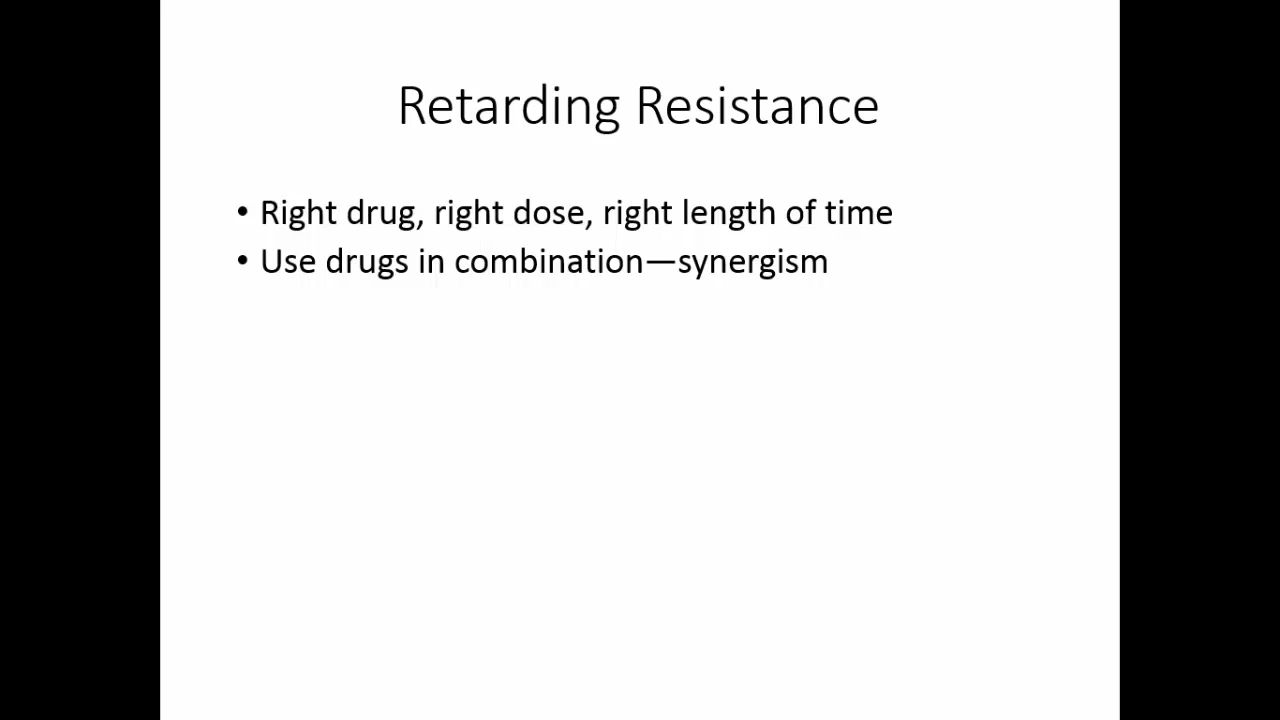 Retarding Resistance
• Right drug, right dose, right length of time
• Use drugs in combination—synergism